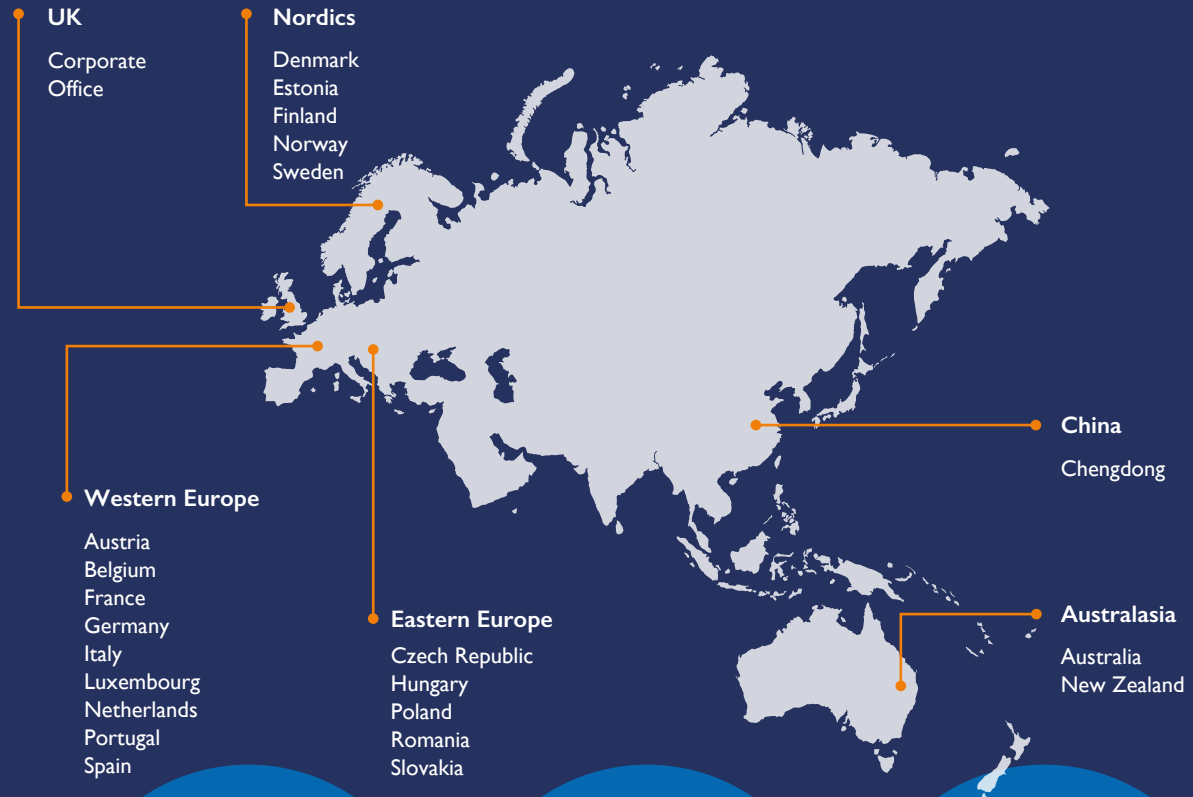 UK
Corporate
Office
Nordics
Denmark
Estonia
Finland
Norway
Sweden
Western Europe
Austria
Belgium
France
Germany
Italy
Luxembourg
Netherlands
Portugal
Spain
Eastern Europe
Czech Republic
Hungary
Poland
Romania
Slovakia
China
Chengdong
Australasia
Australia
New Zealand